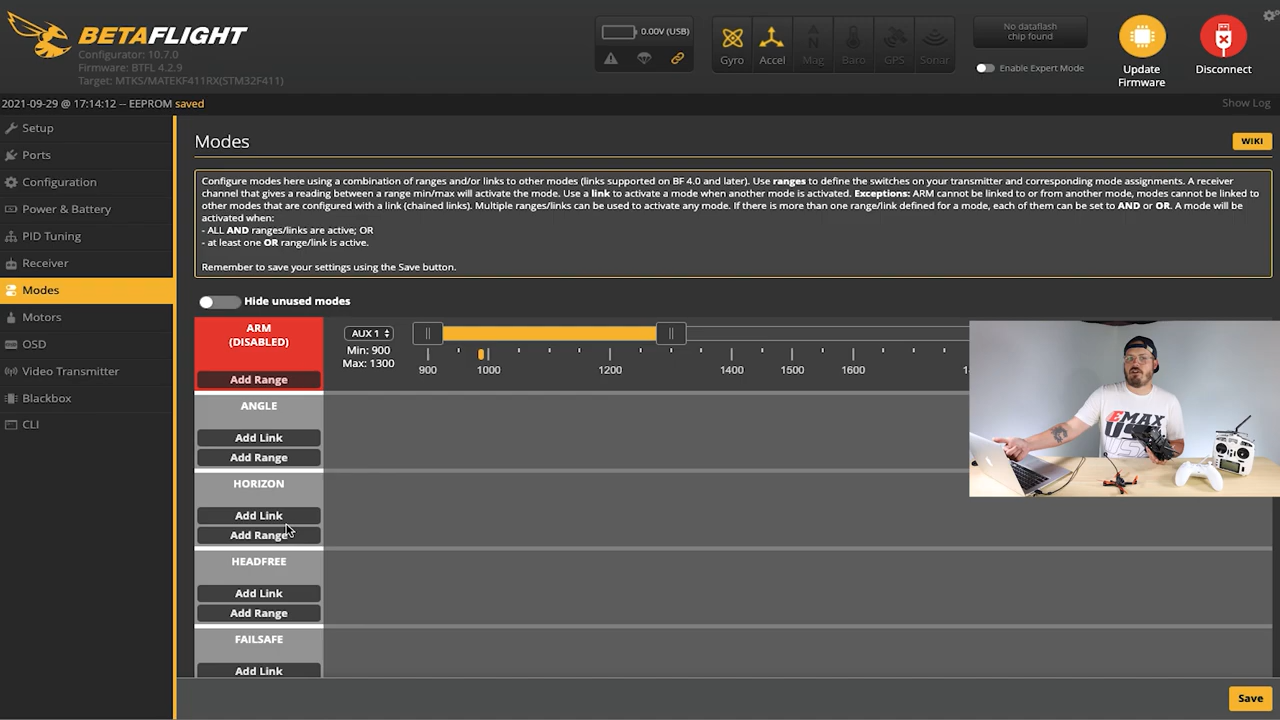 BETAFLIGHT
Configurator: 10.7.0
Firmware: BTFL 4.2.9
Target: MTKS/MATEKF411RX(STM32F411)
0.00V (USB)
Gyro
Accel
Mag
Baro
GPS
Sonar
No dataflash
chip found
Enable Expert Mode
Update
Firmware
Disconnect
2021-09-29 @ 17:14:12 -- EEPROM saved
Show Log
Setup
Ports
Configuration
Power & Battery
PID Tuning
Receiver
Modes
Motors
OSD
Video Transmitter
Blackbox
CLI
Modes
WIKI
Configure modes here using a combination of ranges and/or links to other modes (links supported on BF 4.0 and later). Use ranges to define the switches on your transmitter and corresponding mode assignments. A receiver
channel that gives a reading between a range min/max will activate the mode. Use a link to activate a mode when another mode is activated. Exceptions: ARM cannot be linked to or from another mode, modes cannot be linked to
other modes that are configured with a link (chained links). Multiple ranges/links can be used to activate any mode. If there is more than one range/link defined for a mode, each of them can be set to AND or OR. A mode will be
activated when:
- ALL AND ranges/links are active; OR
- at least one OR range/link is active.
Remember to save your settings using the Save button.
Hide unused modes
ARM
(DISABLED)
Add Range
AUX 1
Min: 900
Max: 1300
900 1000 1200 1400 1500 1600
ANGLE
Add Link
Add Range
HORIZON
Add Link
Add Range
HEADFREE
Add Link
Add Range
FAILSAFE
Add Link
EMAX
US
Save